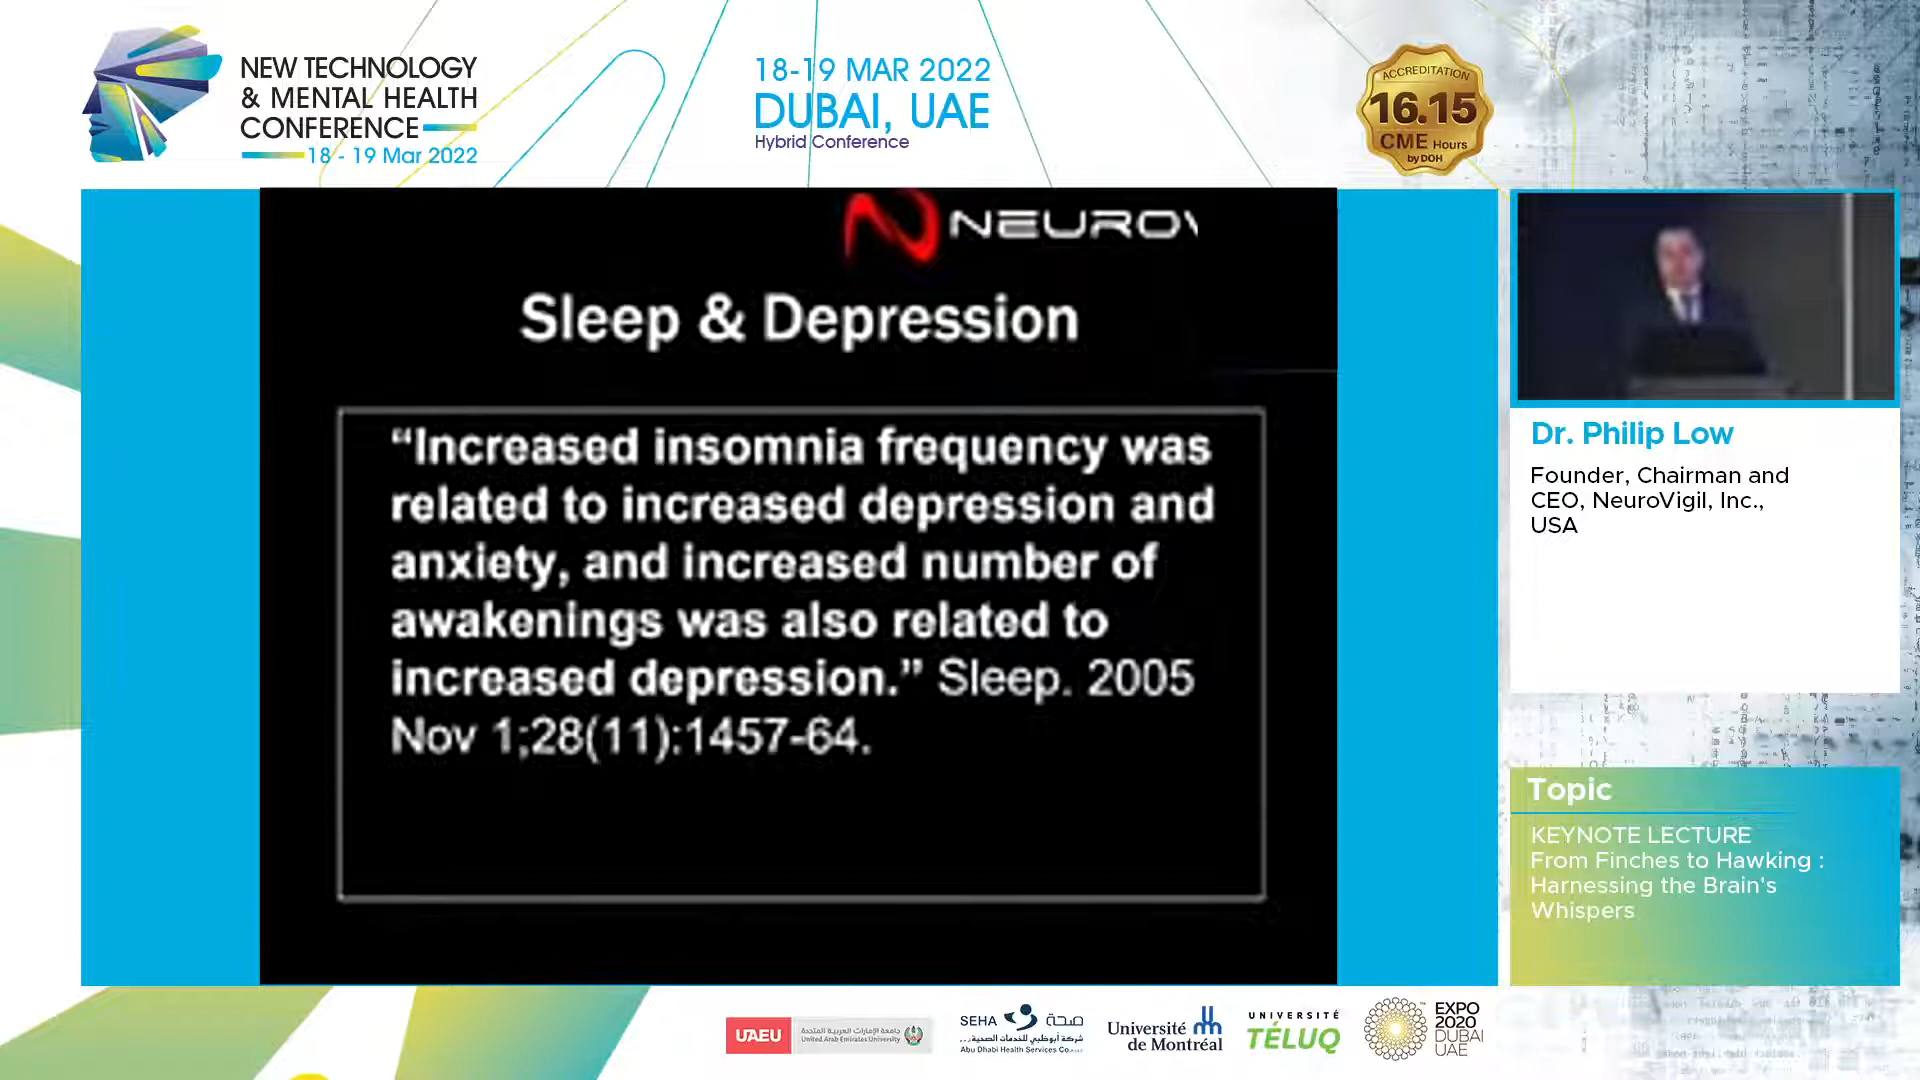 NEW TECHNOLOGY
& MENTAL HEALTH
CONFERENCE
18 - 19 Mar 2022
18-19 MAR 2022
DUBAI, UAE
Hybrid Conference
ACCREDITATION
16.15
CME Hours
by DOH
NEURO
Sleep & Depression
“Increased insomnia frequency was
related to increased depression and
anxiety, and increased number of
awakenings was also related to
increased depression.” Sleep. 2005
Nov 1;28(11):1457-64.
Dr. Philip Low
Founder, Chairman and
CEO, NeuroVigil, Inc.,
USA
Topic
KEYNOTE LECTURE
From Finches to Hawking :
Harnessing the Brain's
Whispers
UAEU
جامعة الإمارات العربية المتحدة
United Arab Emirates University
SEHA صحة
شركة أبوظبي للخدمات الصحية
Abu Dhabi Health Services Co.
Université
de Montréal
UNIVERSITÉ
TÉLUQ
EXPO
2020
DUBAI
UAE